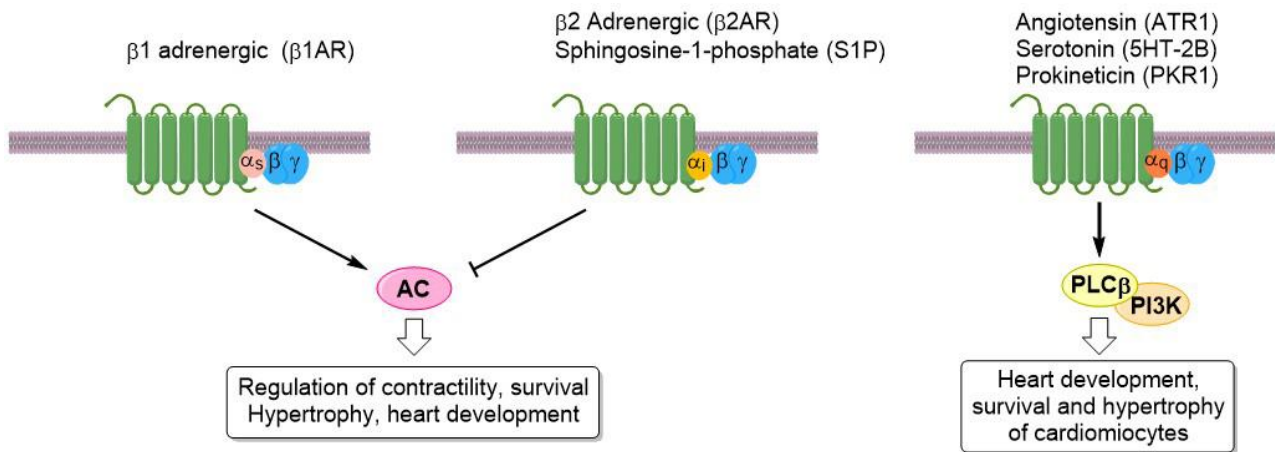 β1 adrenergic (β1AR)
β2 Adrenergic (β2AR)
Sphingosine-1-phosphate (S1P)
Angiotensin (ATR1)
Serotonin (5HT-2B)
Prokineticin (PKR1)
αs β γ
αi β γ
αq β γ
AC
PLCβ
PI3K
Regulation of contractility, survival
Hypertrophy, heart development
Heart development,
survival and hypertrophy
of cardiomiocytes